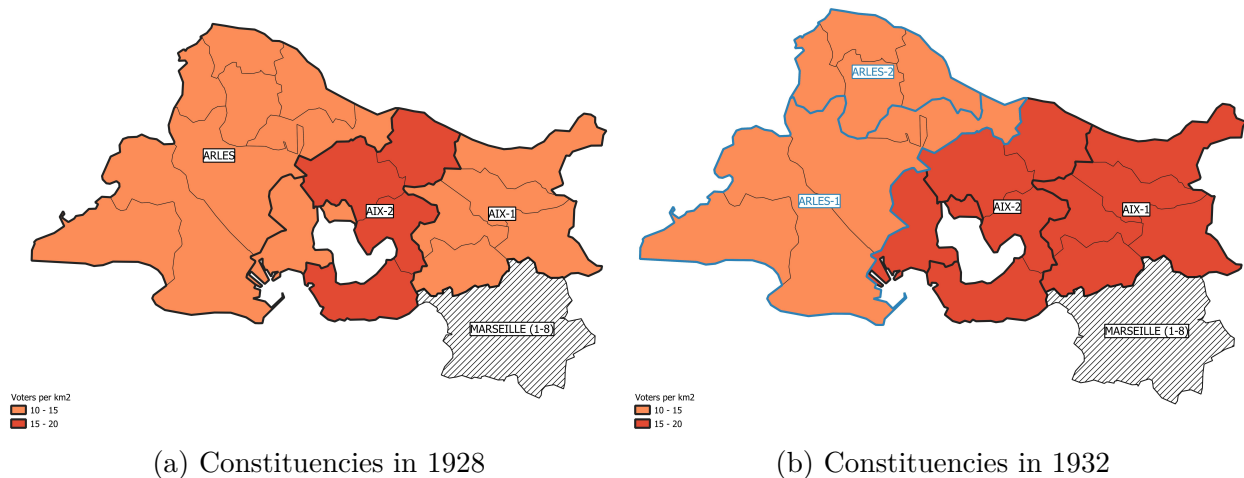 ARLES
AIX-2
AIX-1
MARSEILLE (1-8)
Voters per km2
10 - 15
15 - 20
(a) Constituencies in 1928
ARLES-2
ARLES-1
AIX-2
AIX-1
MARSEILLE (1-8)
Voters per km2
10 - 15
15 - 20
(b) Constituencies in 1932